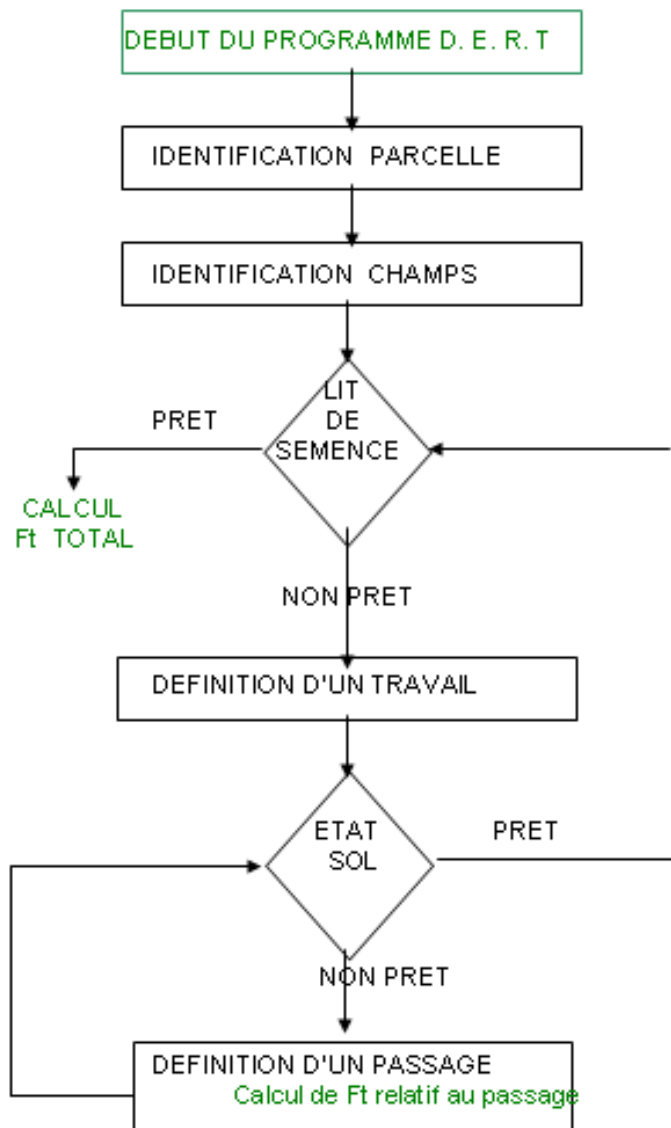 DEBUT DU PROGRAMME D. E. R. T
IDENTIFICATION PARCELLE
IDENTIFICATION CHAMPS
LIT
DE
SEMENCE
PRET
CALCUL
Ft TOTAL
NON PRET
DEFINITION D'UN TRAVAIL
ETAT
SOL
PRET
NON PRET
DEFINITION D'UN PASSAGE
Calcul de Ft relatif au passage